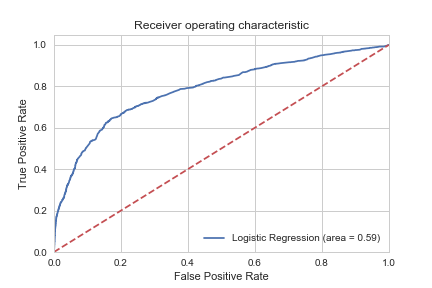 Receiver operating characteristic
True Positive Rate
1.0
0.8
0.6
0.4
0.2
0.0
Logistic Regression (area = 0.59)
0.0 0.2 0.4 0.6 0.8 1.0
False Positive Rate